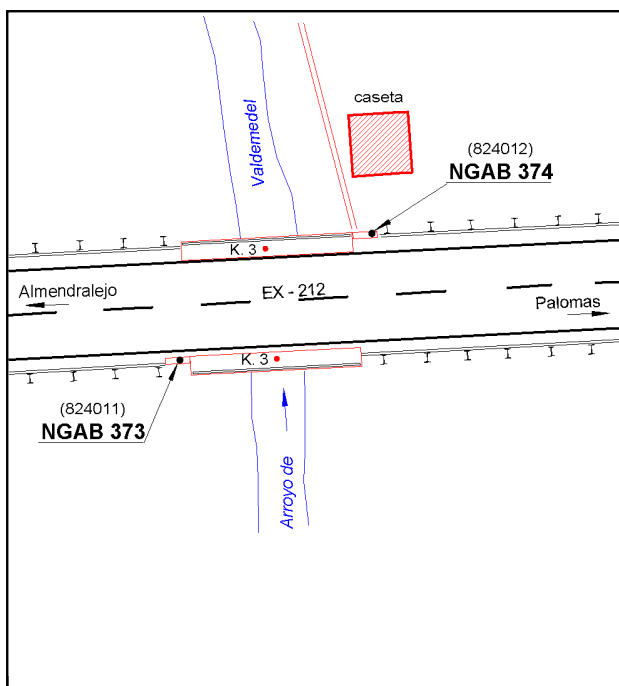 caseta
Valdemedel
(824012)
NGAB 374
K. 3
Almendralejo
EX - 212
Palomas
K. 3
(824011)
NGAB 373
Arroyo de